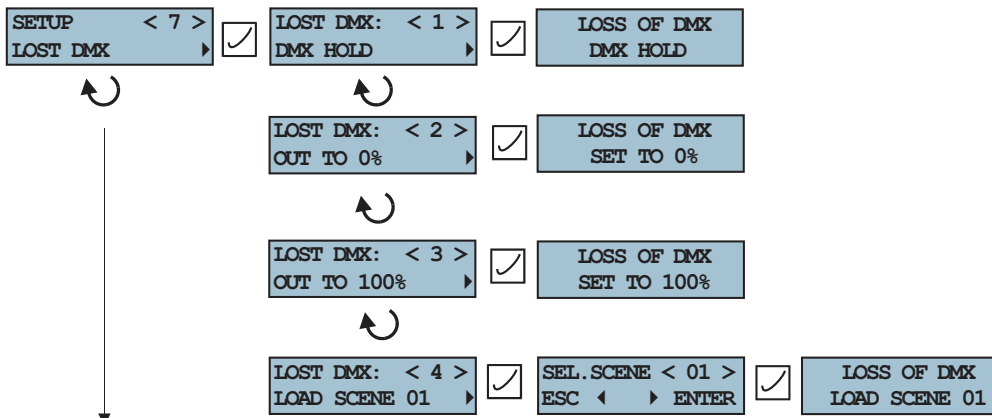 SETUP < 7 >
LOST DMX
LOST DMX: < 1 >
DMX HOLD
LOSS OF DMX
DMX HOLD
LOST DMX: < 2 >
OUT TO 0%
LOSS OF DMX
SET TO 0%
LOST DMX: < 3 >
OUT TO 100%
LOSS OF DMX
SET TO 100%
LOST DMX: < 4 >
LOAD SCENE 01
SEL.SCENE < 01 >
ESC ENTER
LOSS OF DMX
LOAD SCENE 01